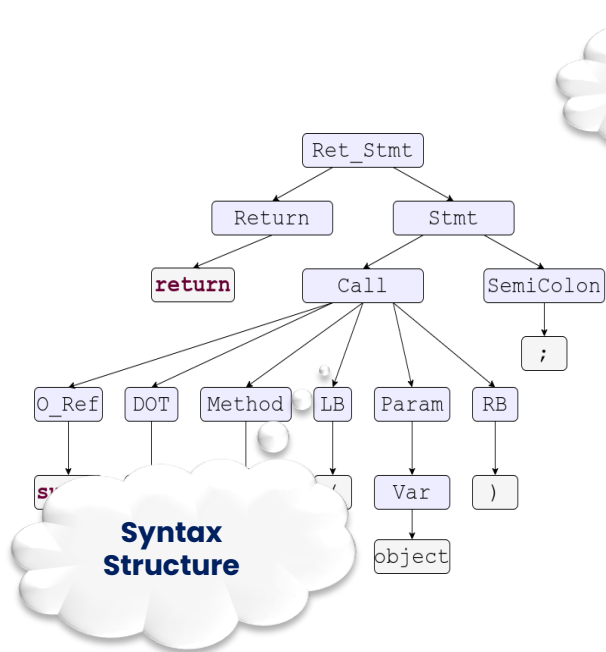 Ret_Stmt
Return Stmt
return Call SemiColon
;
O_Ref DOT Method LB Param RB
Var )
Syntax
Structure
object